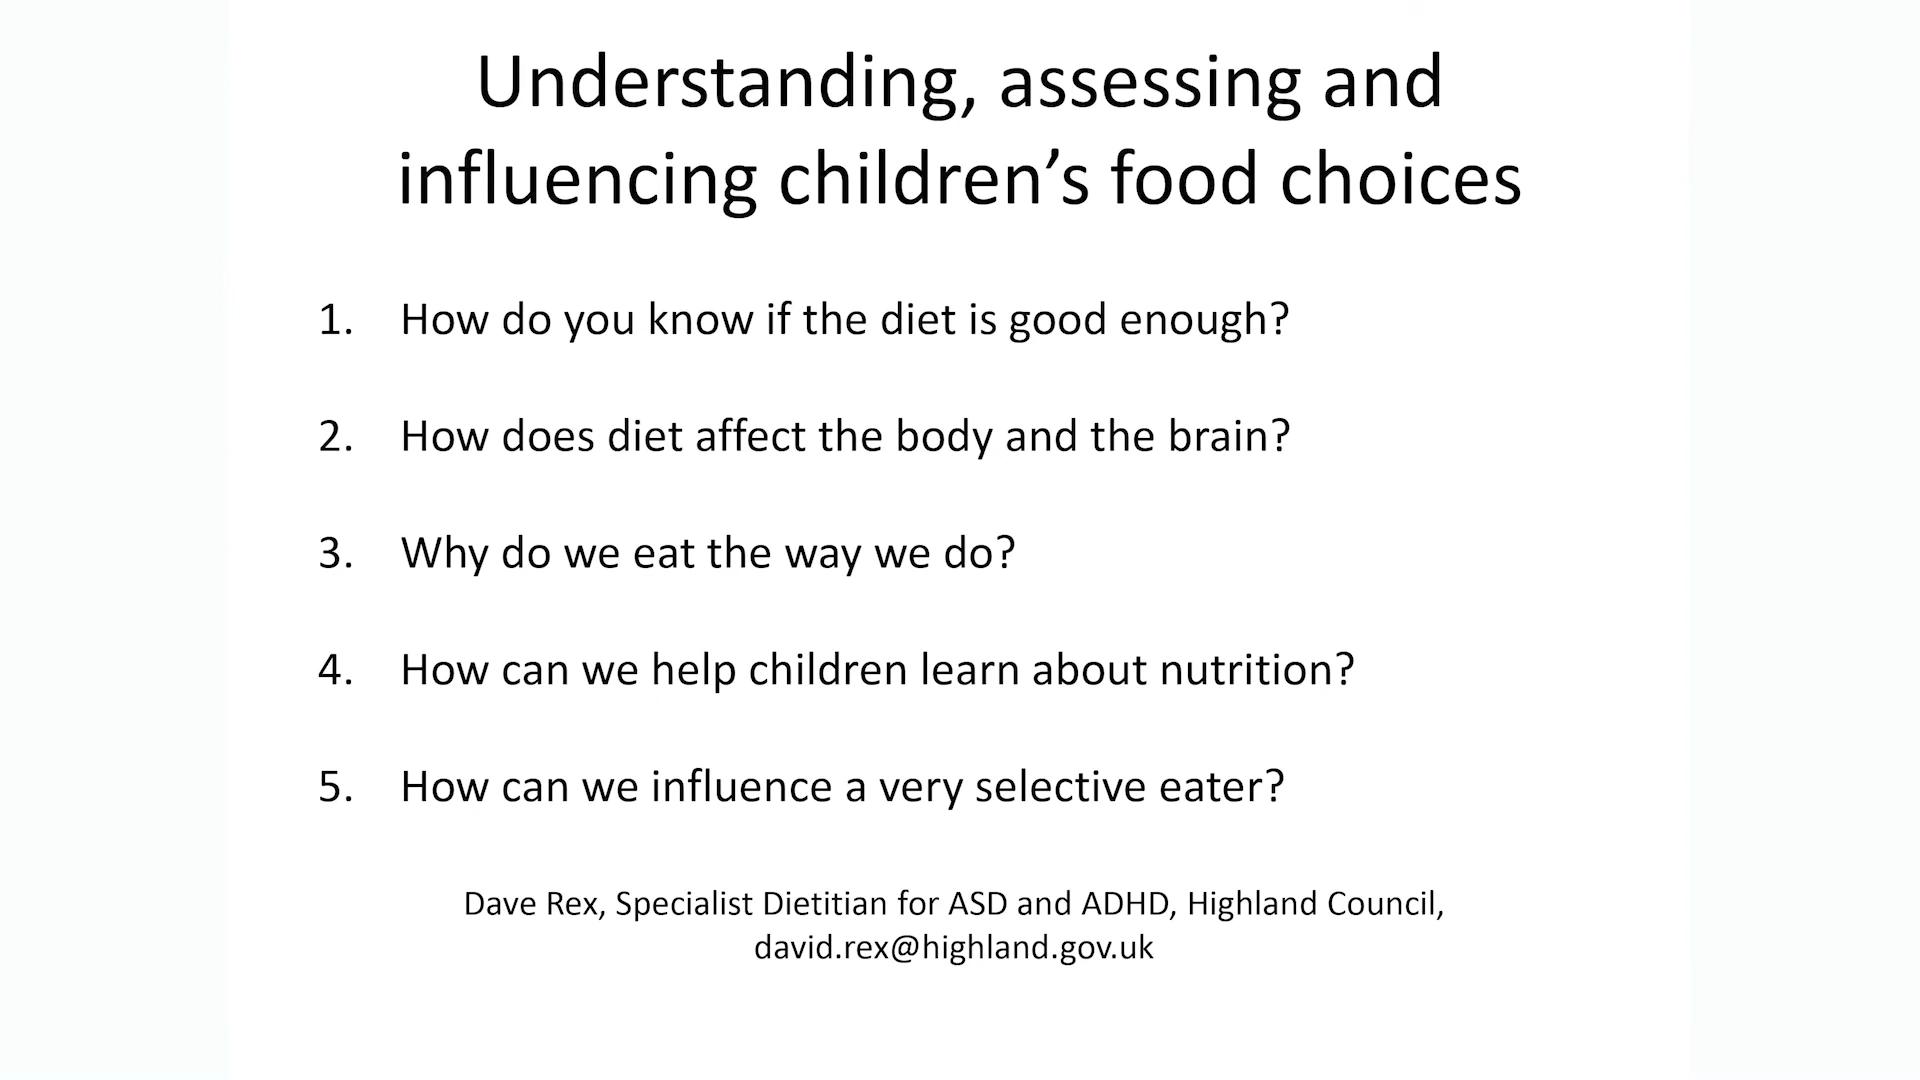 Understanding, assessing and
influencing children’s food choices
1. How do you know if the diet is good enough?
2. How does diet affect the body and the brain?
3. Why do we eat the way we do?
4. How can we help children learn about nutrition?
5. How can we influence a very selective eater?
Dave Rex, Specialist Dietitian for ASD and ADHD, Highland Council,
david.rex@highland.gov.uk